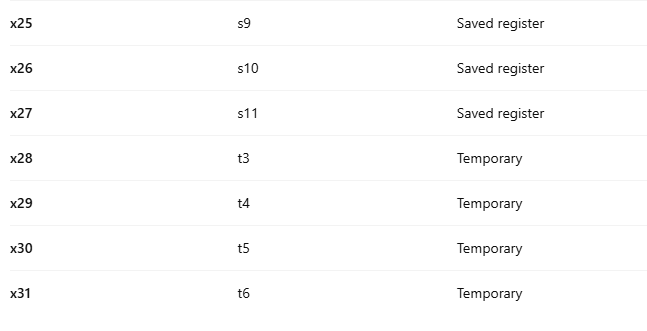 x25 s9 Saved register
x26 s10 Saved register
x27 s11 Saved register
x28 t3 Temporary
x29 t4 Temporary
x30 t5 Temporary
x31 t6 Temporary